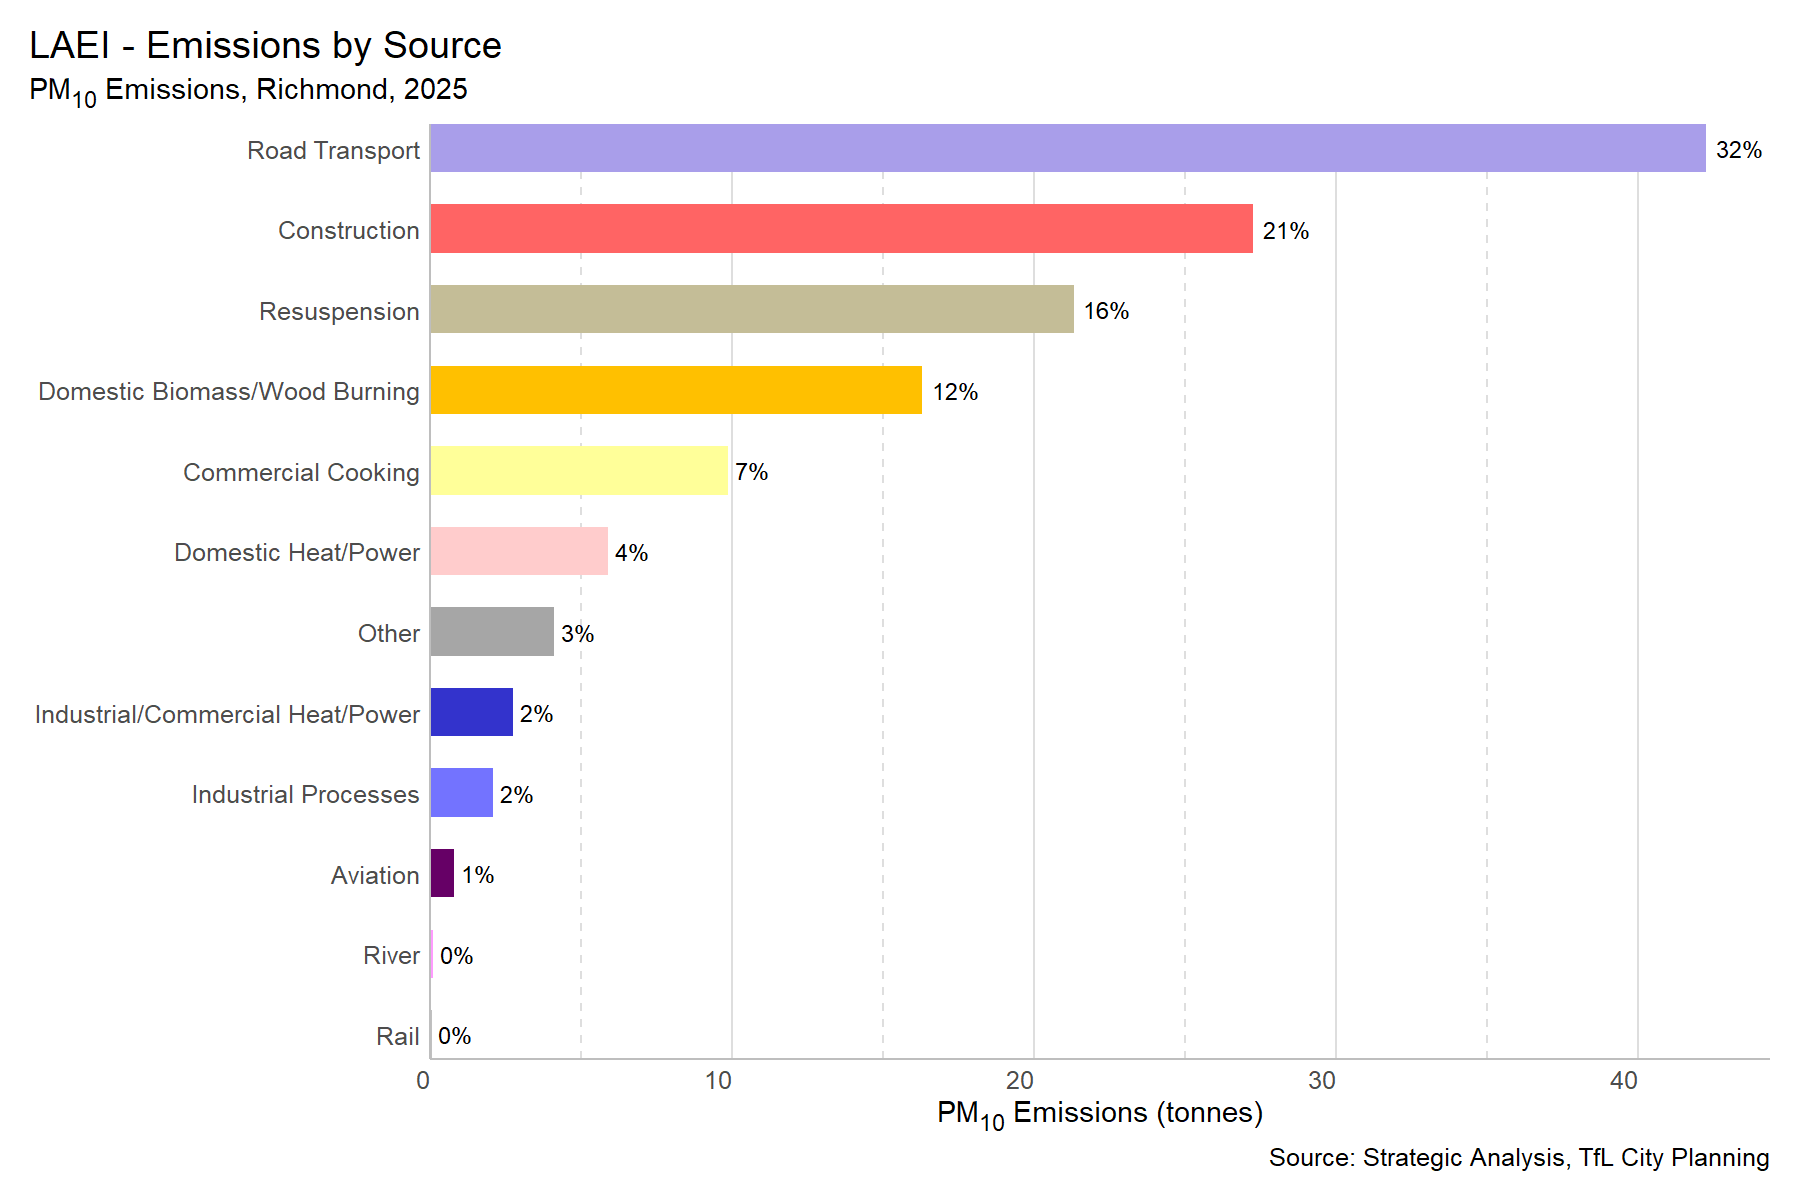 LAEI - Emissions by Source
PM10 Emissions, Richmond, 2025
Road Transport 32%
Construction 21%
Resuspension 16%
Domestic Biomass/Wood Burning 12%
Commercial Cooking 7%
Domestic Heat/Power 4%
Other 3%
Industrial/Commercial Heat/Power 2%
Industrial Processes 2%
Aviation 1%
River 0%
Rail 0%
0 10 20 30 40
PM10 Emissions (tonnes)
Source: Strategic Analysis, TfL City Planning